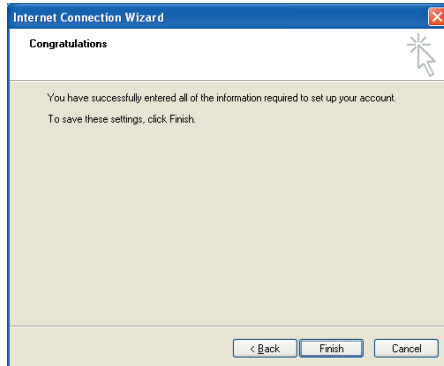 Internet Connection Wizard
Congratulations
You have successfully entered all of the information required to set up your account.
To save these settings, click Finish.
< Back
Finish
Cancel